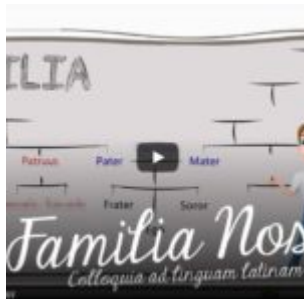 ILIA
Patruus Pater Mater
Frater Soror
Familia Nos
Colloquia ad linguam latinam